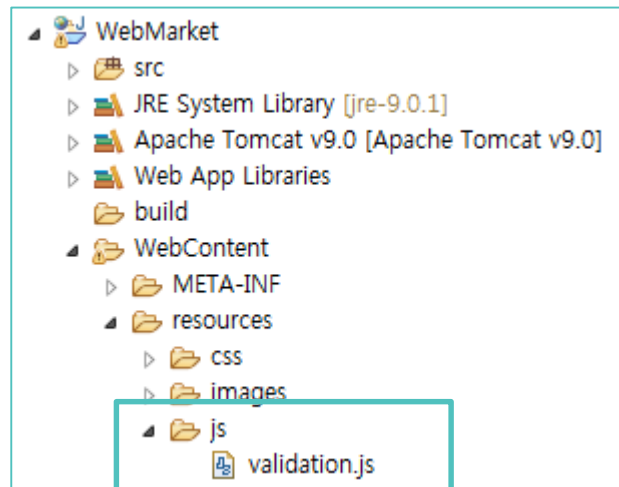 WebMarket
src
JRE System Library [jre-9.0.1]
Apache Tomcat v9.0 [Apache Tomcat v9.0]
Web App Libraries
build
WebContent
META-INF
resources
css
images
js
validation.js